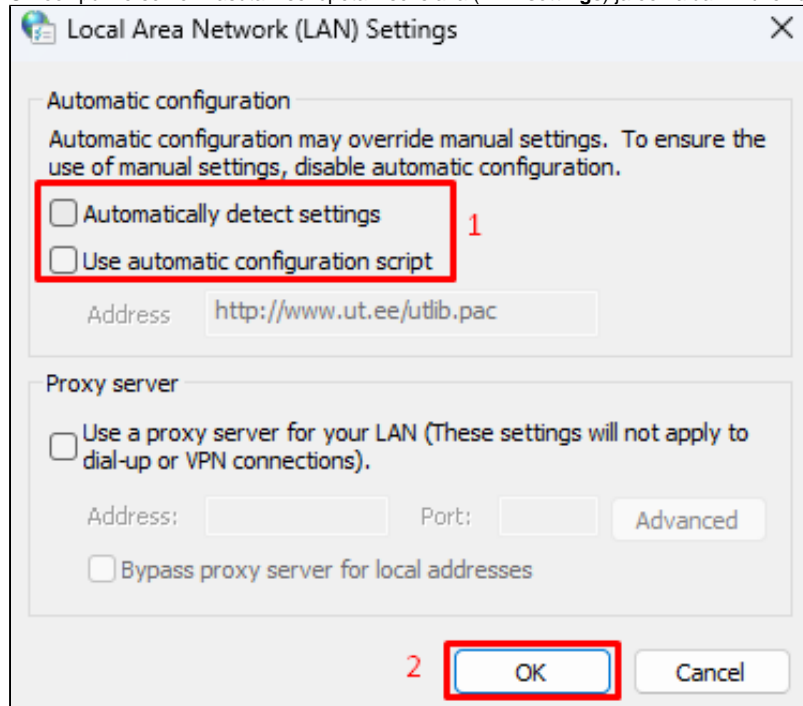 Local Area Network (LAN) Settings
Automatic configuration
Automatic configuration may override manual settings. To ensure the
use of manual settings, disable automatic configuration.
Automatically detect settings
1
Use automatic configuration script
Address http://www.ut.ee/utlib.pac
Proxy server
Use a proxy server for your LAN (These settings will not apply to
dial-up or VPN connections).
Address: Port: Advanced
Bypass proxy server for local addresses
2 OK Cancel